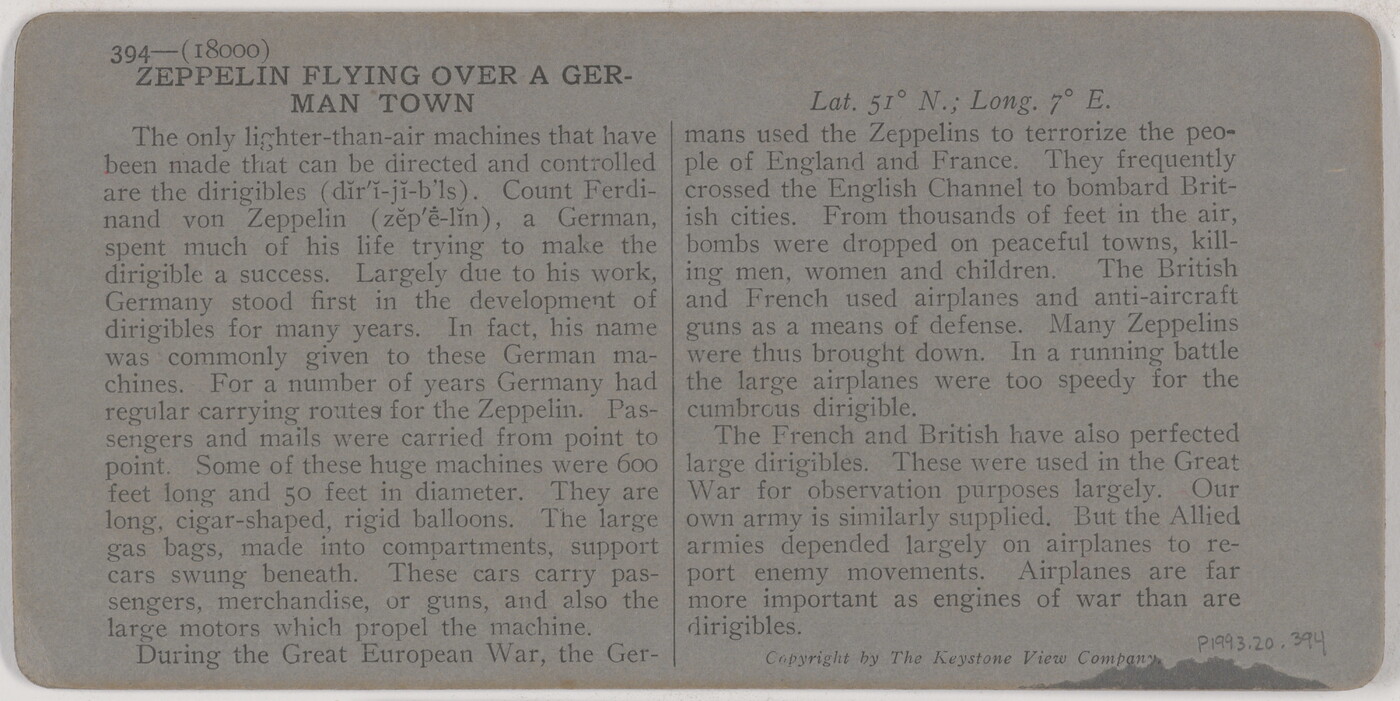 394—(18000)
ZEPPELIN FLYING OVER A GER-
MAN TOWN
The only lighter-than-air machines that have
been made that can be directed and controlled
are the dirigibles (dĭr′ĭ-jĭ-b'ls). Count Ferdi-
nand von Zeppelin (zĕp′ĕ-lĭn), a German,
spent much of his life trying to make the
dirigible a success. Largely due to his work,
Germany stood first in the development of
dirigibles for many years. In fact, his name
was commonly given to these German ma-
chines. For a number of years Germany had
regular carrying routes for the Zeppelin. Pas-
sengers and mails were carried from point to
point. Some of these huge machines were 600
feet long and 50 feet in diameter. They are
long, cigar-shaped, rigid balloons. The large
gas bags, made into compartments, support
cars swung beneath. These cars carry pas-
sengers, merchandise, or guns, and also the
large motors which propel the machine.
During the Great European War, the Ger-
Lat. 51° N.; Long. 7° E.
mans used the Zeppelins to terrorize the peo-
ple of England and France. They frequently
crossed the English Channel to bombard Brit-
ish cities. From thousands of feet in the air,
bombs were dropped on peaceful towns, kill-
ing men, women and children. The British
and French used airplanes and anti-aircraft
guns as a means of defense. Many Zeppelins
were thus brought down. In a running battle
the large airplanes were too speedy for the
cumbrous dirigible.
The French and British have also perfected
large dirigibles. These were used in the Great
War for observation purposes largely. Our
own army is similarly supplied. But the Allied
armies depended largely on airplanes to re-
port enemy movements. Airplanes are far
more important as engines of war than are
dirigibles.
Copyright by The Keystone View Company.
P1993.20.394